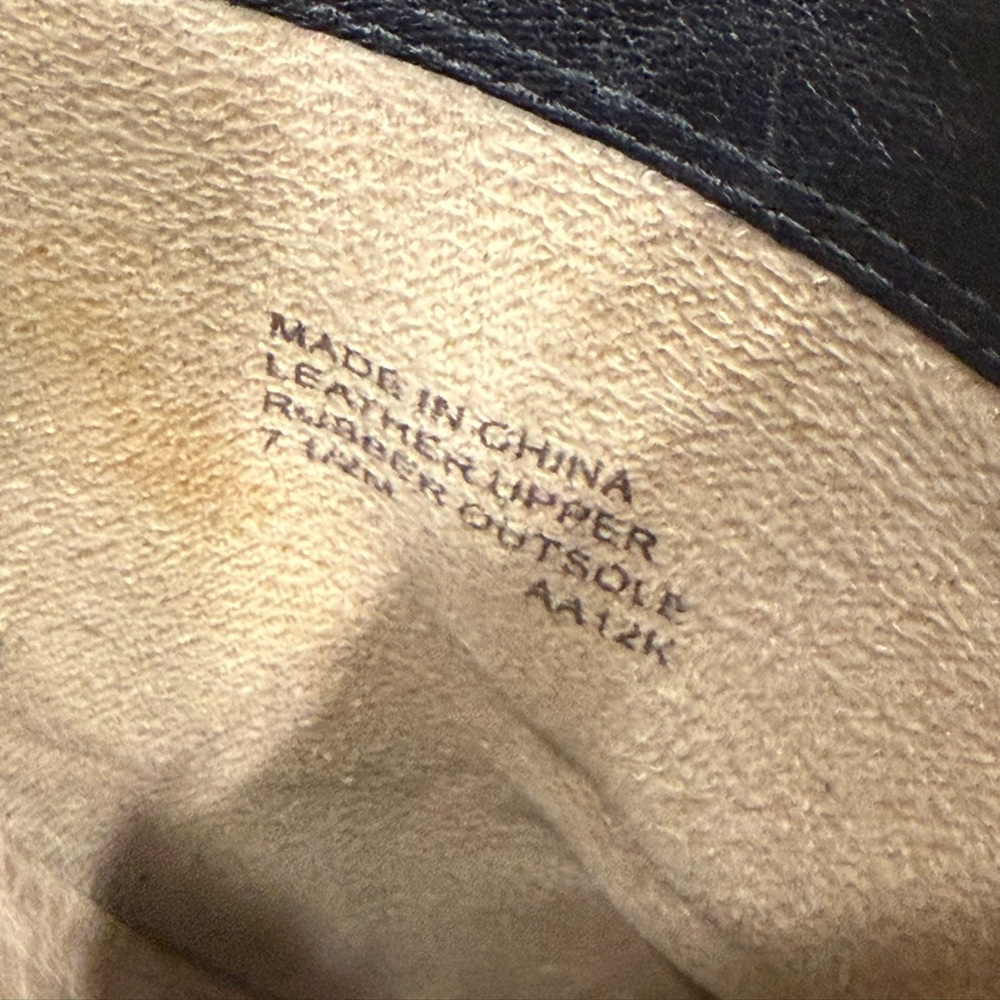 MADE IN CHINA
LEATHER UPPER
RUBBER OUTSOLE
7 1/2M AA12K